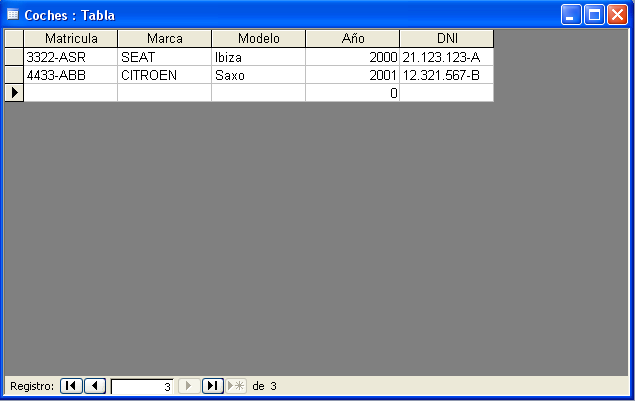 Coches : Tabla
Matricula Marca Modelo Año DNI
3322-ASR SEAT Ibiza 2000 21.123.123-A
4433-ABB CITROEN Saxo 2001 12.321.567-B
0
Registro: 3 de 3